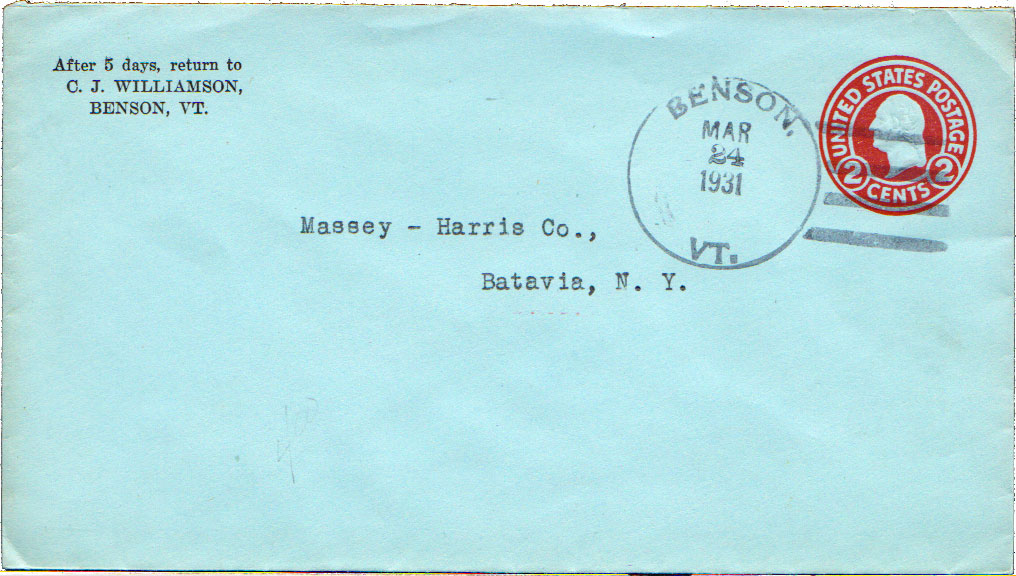 After 5 days, return to
C. J. WILLIAMSON,
BENSON, VT.
BENSON,
MAR
24
1931
VT.
UNITED STATES POSTAGE
2 CENTS 2
Massey - Harris Co.,
Batavia, N. Y.